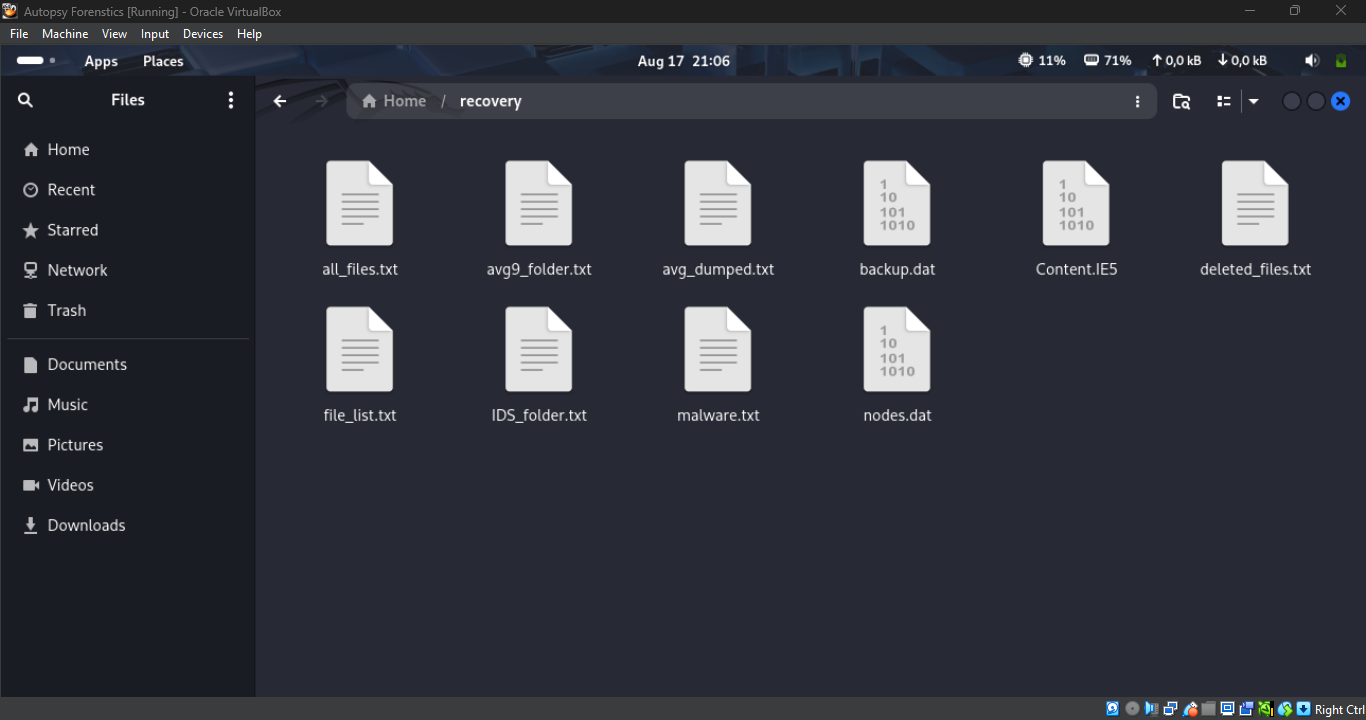 Autopsy Forenstics [Running] - Oracle VirtualBox
File Machine View Input Devices Help
Apps Places Aug 17 21:06 11% 71% 0,0 kB 0,0 kB
Files Home / recovery
Home
Recent
Starred
Network
Trash
Documents
Music
Pictures
Videos
Downloads
1
10
101
1010
1
10
101
1010
all_files.txt avg9_folder.txt avg_dumped.txt backup.dat Content.IE5 deleted_files.txt
1
10
101
1010
file_list.txt IDS_folder.txt malware.txt nodes.dat
Right Ctrl